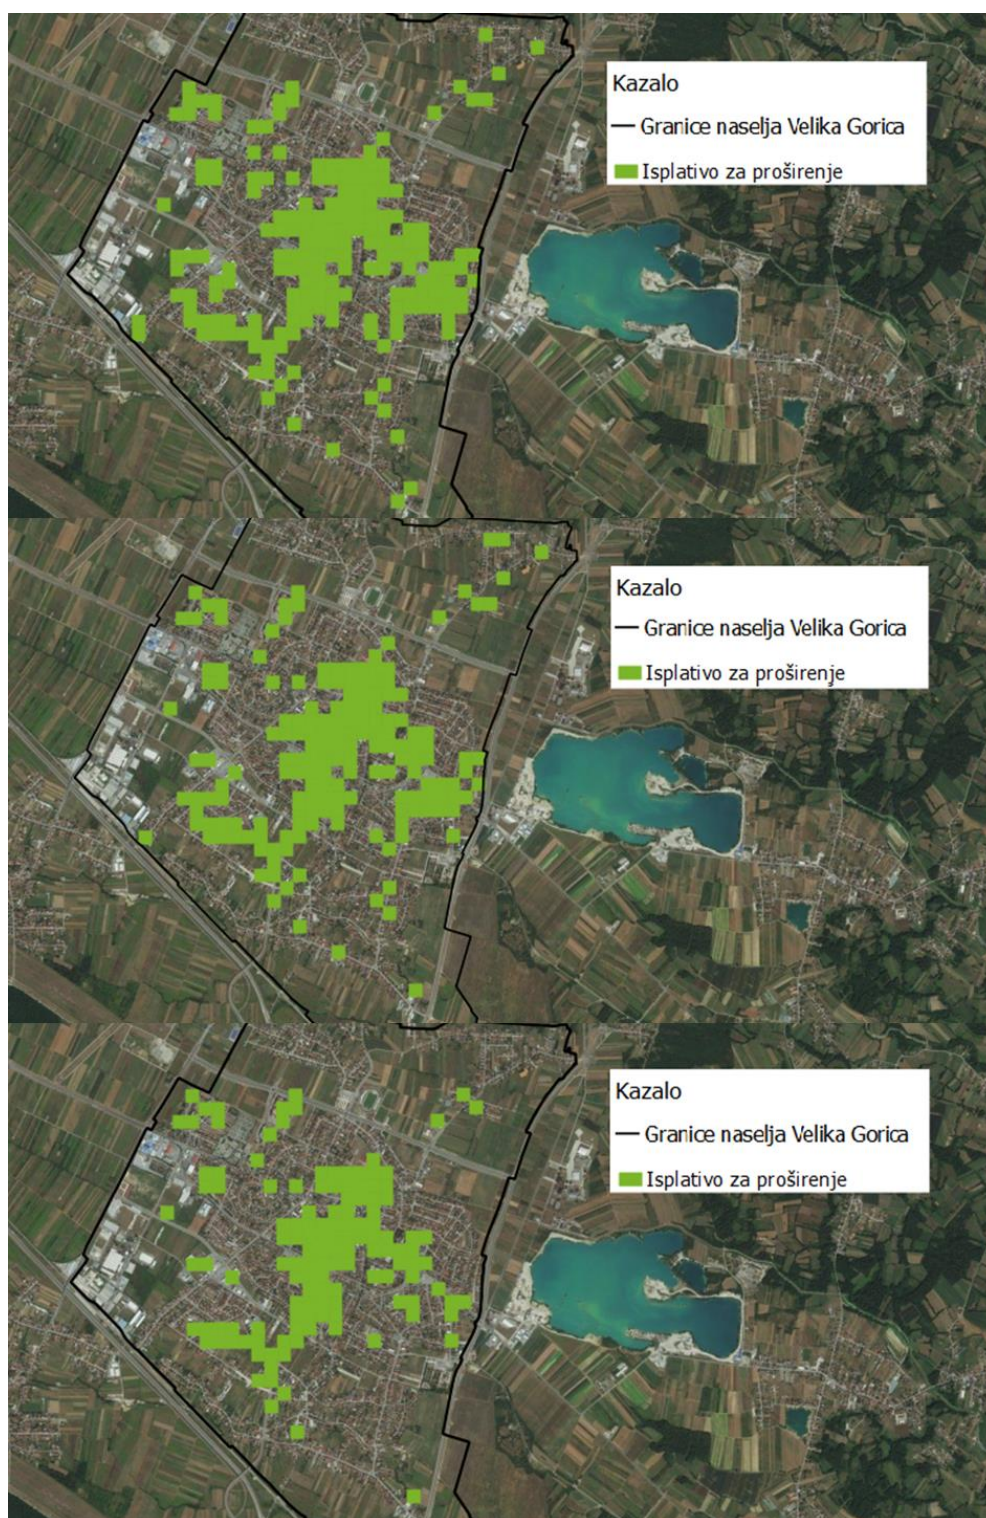 Kazalo
Granice naselja Velika Gorica
Isplativo za proširenje
Kazalo
Granice naselja Velika Gorica
Isplativo za proširenje
Kazalo
Granice naselja Velika Gorica
Isplativo za proširenje